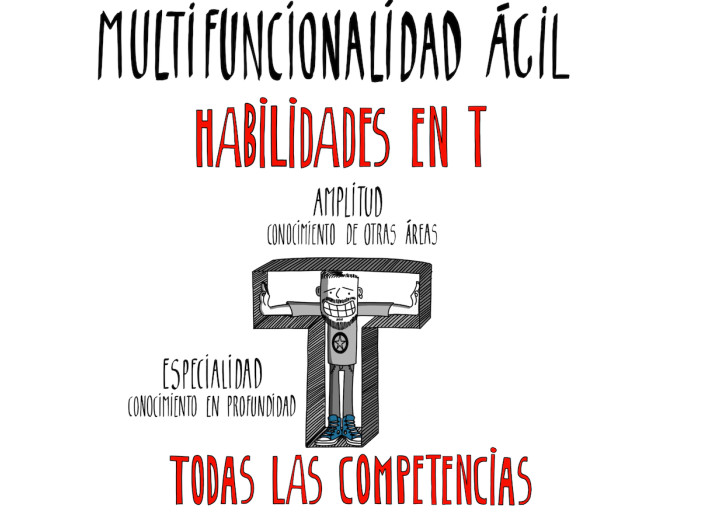 MULTIFUNCIONALIDAD ÁGIL
HABILIDADES EN T
AMPLITUD
CONOCIMIENTO DE OTRAS ÁREAS
ESPECIALIDAD
CONOCIMIENTO EN PROFUNDIDAD
TODAS LAS COMPETENCIAS